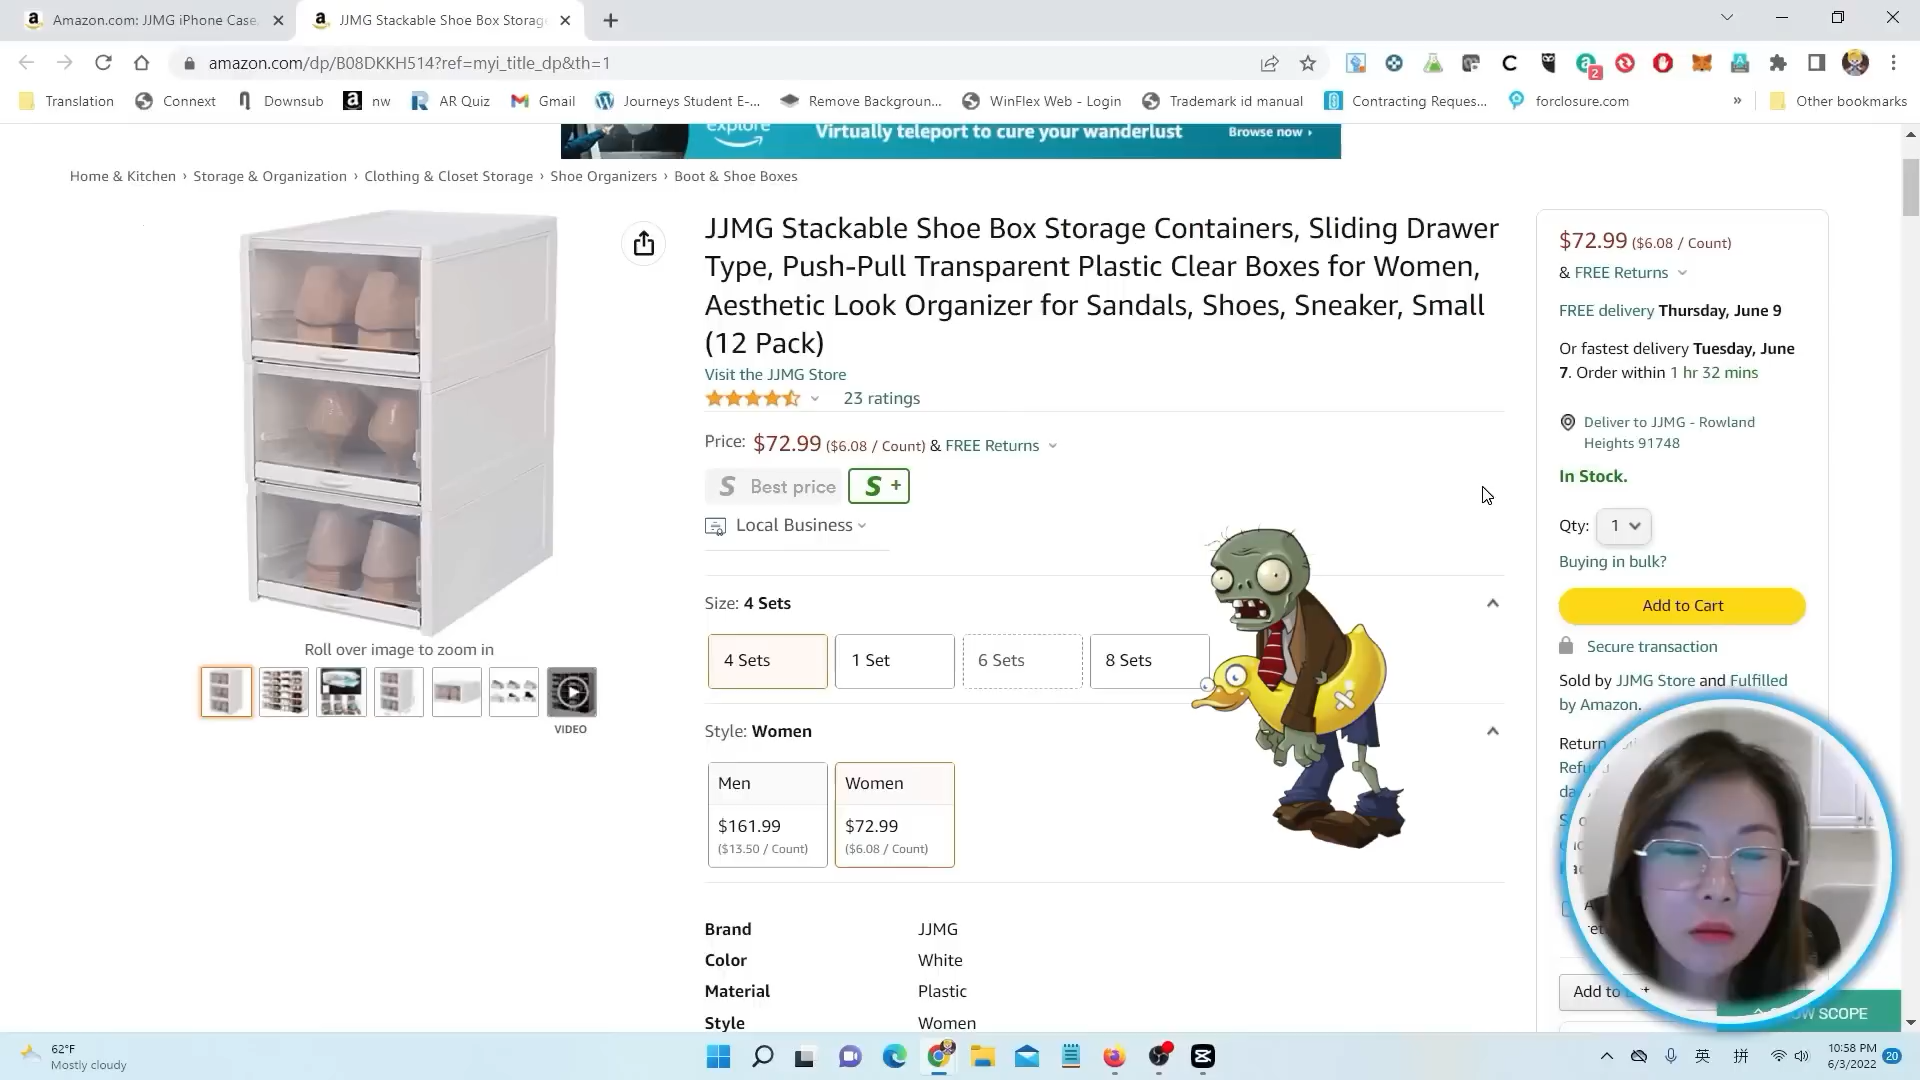 Amazon.com: JJMG iPhone Case,
JJMG Stackable Shoe Box Storag
amazon.com/dp/B08DKKH514?ref=myi_title_dp&th=1
2
Translation
Connext
Downsub
nw
AR Quiz
Gmail
Journeys Student E-...
Remove Backgroun...
WinFlex Web - Login
Trademark id manual
Contracting Reques...
forclosure.com
»
Other bookmarks
explore
Virtually teleport to cure your wanderlust
Browse now ›
Home & Kitchen › Storage & Organization › Clothing & Closet Storage › Shoe Organizers › Boot & Shoe Boxes
Roll over image to zoom in
VIDEO
JJMG Stackable Shoe Box Storage Containers, Sliding Drawer
Type, Push-Pull Transparent Plastic Clear Boxes for Women,
Aesthetic Look Organizer for Sandals, Shoes, Sneaker, Small
(12 Pack)
Visit the JJMG Store
23 ratings
Price: $72.99 ($6.08 / Count) & FREE Returns
S Best price
S +
Local Business
Size: 4 Sets
4 Sets
1 Set
6 Sets
8 Sets
Style: Women
Men
$161.99
($13.50 / Count)
Women
$72.99
($6.08 / Count)
Brand JJMG
Color White
Material Plastic
Style Women
$72.99 ($6.08 / Count)
& FREE Returns
FREE delivery Thursday, June 9
Or fastest delivery Tuesday, June
7. Order within 1 hr 32 mins
Deliver to JJMG - Rowland
Heights 91748
In Stock.
Qty: 1
Buying in bulk?
Add to Cart
Secure transaction
Sold by JJMG Store and Fulfilled
by Amazon.
Return
Add to
SCOPE
62°F
Mostly cloudy
英
拼
10:58 PM
6/3/2022
20